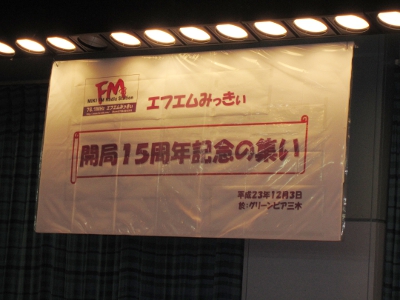 FM
エフエムみっきぃ
開局15周年記念の集い
平成23年12月3日
於:グリーンピア三木